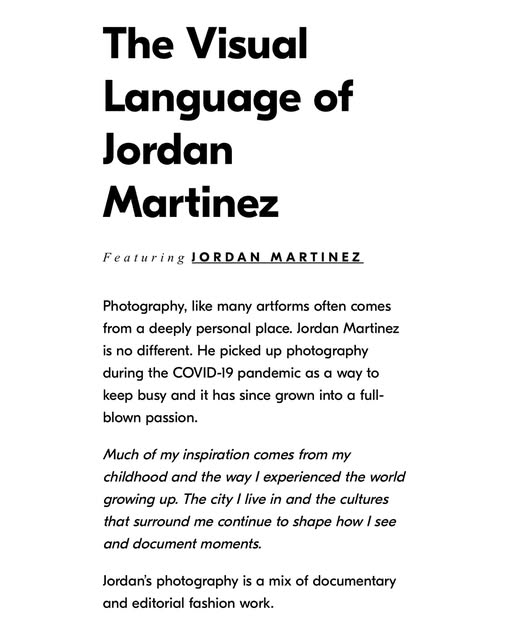 The Visual
Language of
Jordan
Martinez
Featuring JORDAN MARTINEZ
Photography, like many artforms often comes
from a deeply personal place. Jordan Martinez
is no different. He picked up photography
during the COVID-19 pandemic as a way to
keep busy and it has since grown into a full-
blown passion.
Much of my inspiration comes from my
childhood and the way I experienced the world
growing up. The city I live in and the cultures
that surround me continue to shape how I see
and document moments.
Jordan's photography is a mix of documentary
and editorial fashion work.